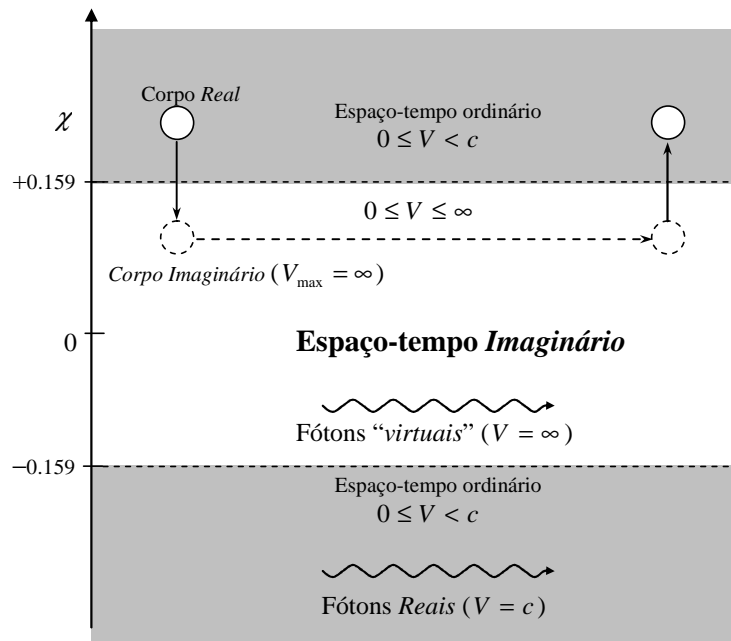 Corpo Real
χ
Espaço-tempo ordinário
0 ≤ V < c
+0.159
0 ≤ V ≤ ∞
Corpo Imaginário (V_max = ∞)
0
Espaço-tempo Imaginário
Fótons “virtuais” (V = ∞)
−0.159
Espaço-tempo ordinário
0 ≤ V < c
Fótons Reais (V = c)